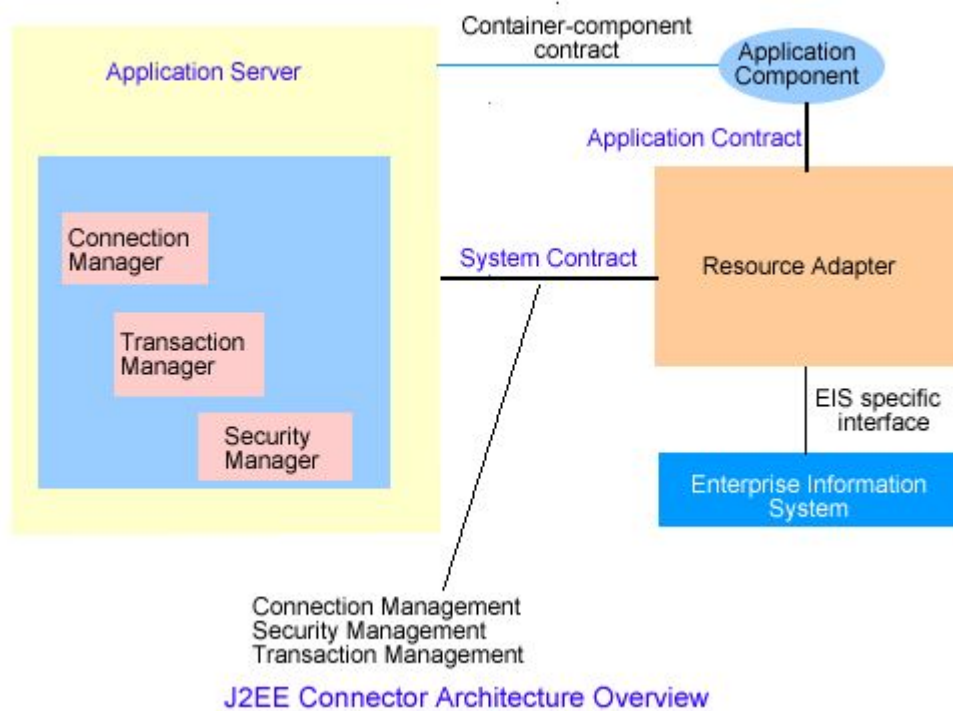 Container-component
contract
Application
Component
Application Server
Application Contract
Connection
Manager
System Contract
Resource Adapter
Transaction
Manager
EIS specific
interface
Security
Manager
Enterprise Information
System
Connection Management
Security Management
Transaction Management
J2EE Connector Architecture Overview